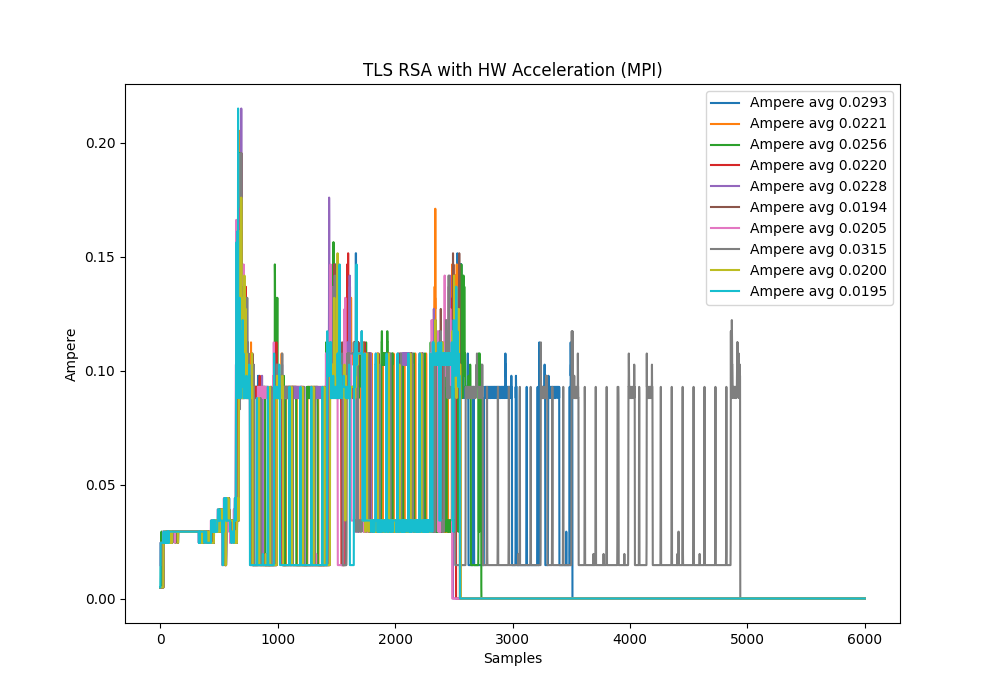 TLS RSA with HW Acceleration (MPI)
Ampere avg 0.0293
Ampere avg 0.0221
Ampere avg 0.0256
Ampere avg 0.0220
Ampere avg 0.0228
Ampere avg 0.0194
Ampere avg 0.0205
Ampere avg 0.0315
Ampere avg 0.0200
Ampere avg 0.0195
0.20
0.15
0.10
0.05
0.00
Ampere
0 1000 2000 3000 4000 5000 6000
Samples